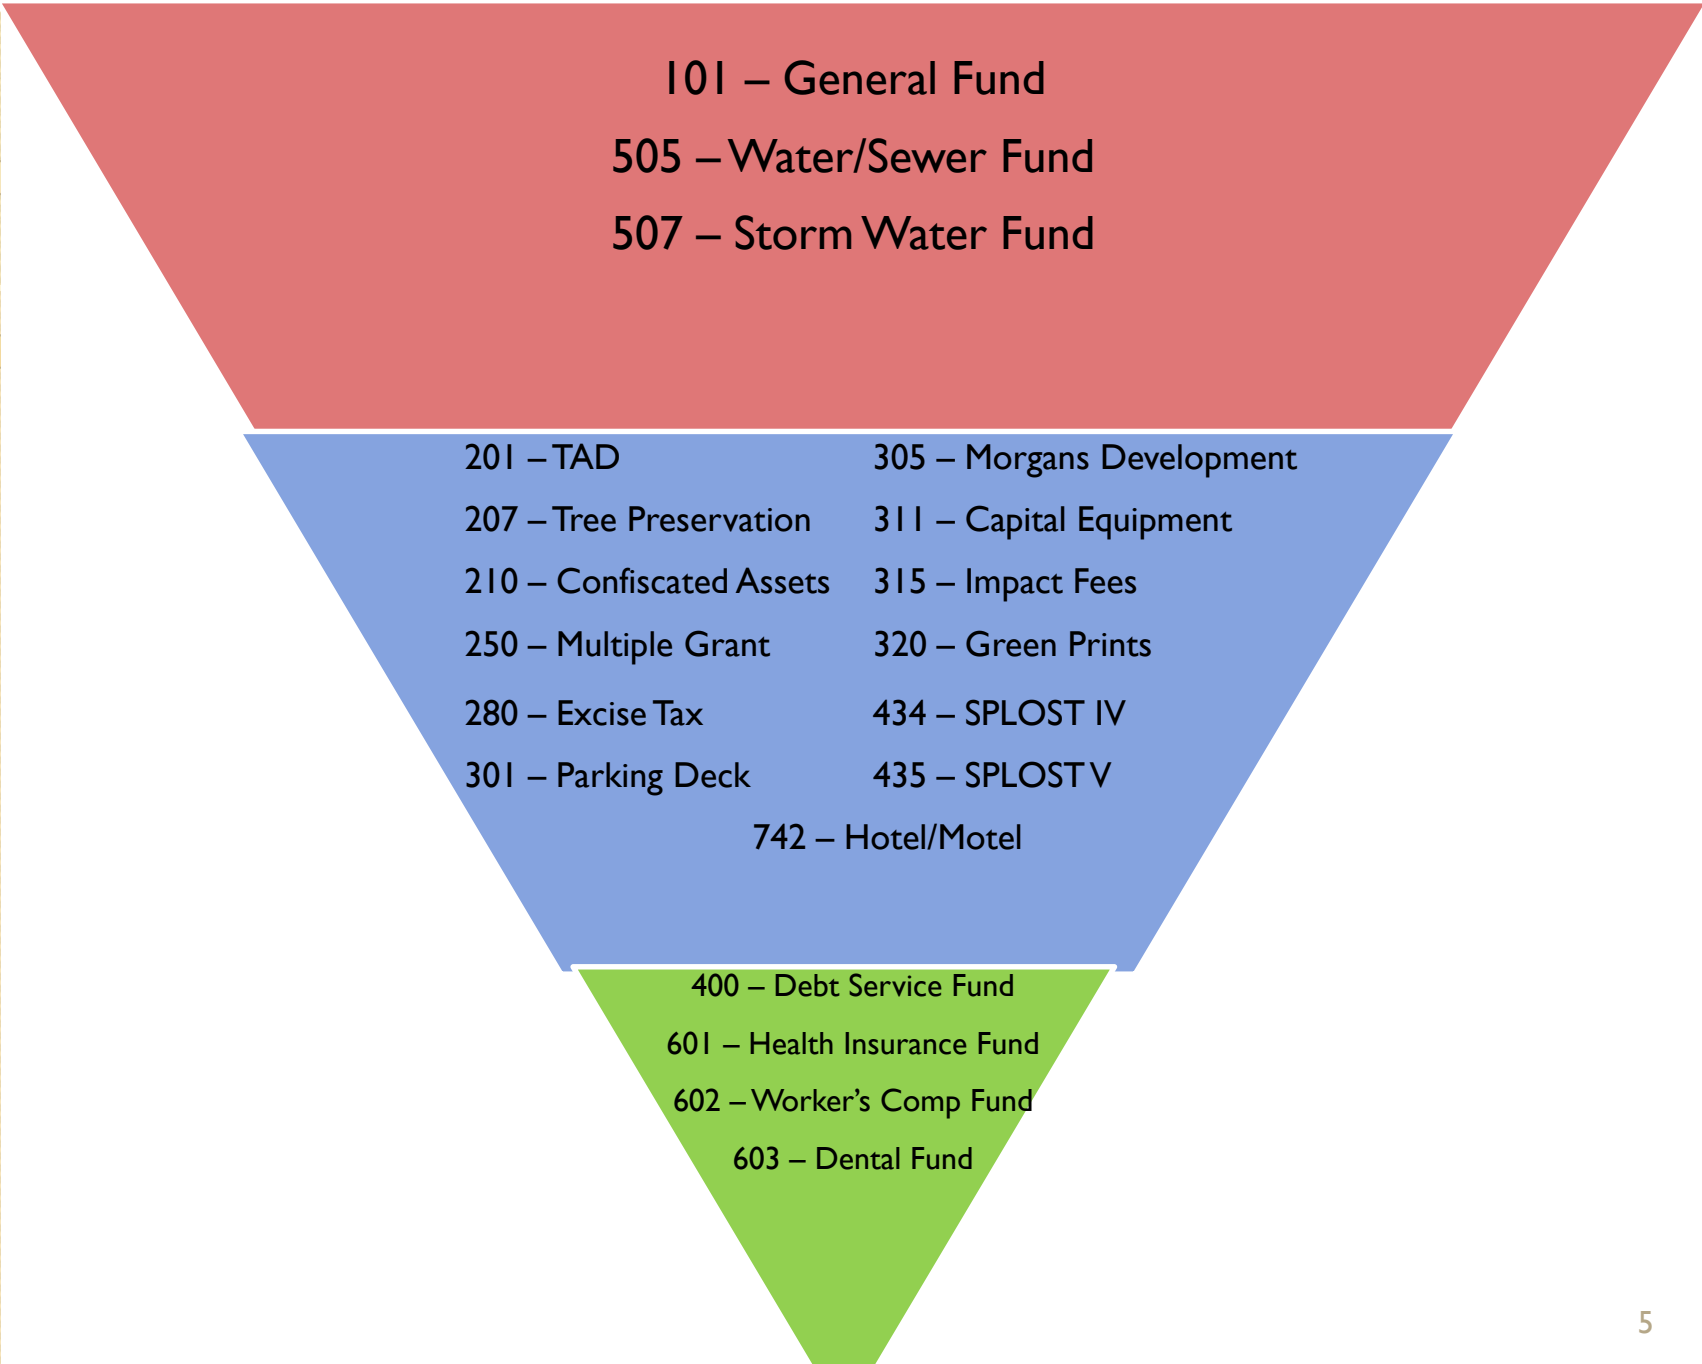 101 – General Fund
505 – Water/Sewer Fund
507 – Storm Water Fund
201 – TAD
207 – Tree Preservation
210 – Confiscated Assets
250 – Multiple Grant
280 – Excise Tax
301 – Parking Deck
305 – Morgans Development
311 – Capital Equipment
315 – Impact Fees
320 – Green Prints
434 – SPLOST IV
435 – SPLOST V
742 – Hotel/Motel
400 – Debt Service Fund
601 – Health Insurance Fund
602 – Worker’s Comp Fund
603 – Dental Fund
5